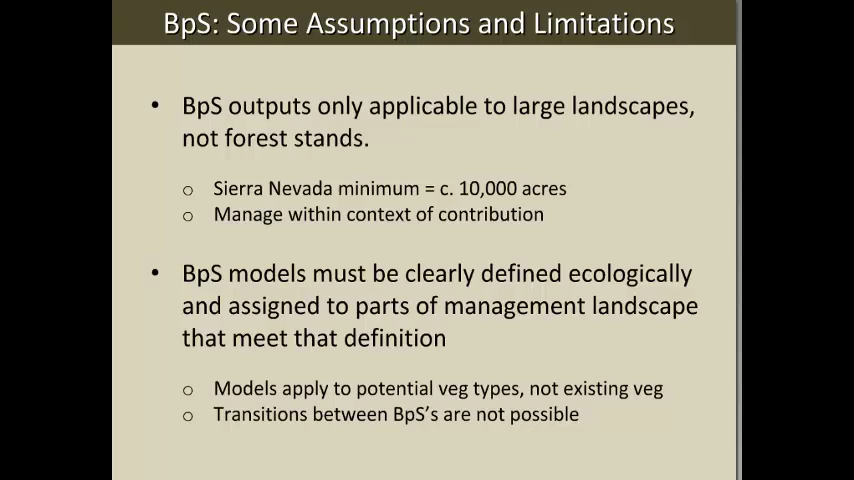 BpS: Some Assumptions and Limitations
• BpS outputs only applicable to large landscapes,
not forest stands.
o Sierra Nevada minimum = c. 10,000 acres
o Manage within context of contribution
• BpS models must be clearly defined ecologically
and assigned to parts of management landscape
that meet that definition
o Models apply to potential veg types, not existing veg
o Transitions between BpS's are not possible